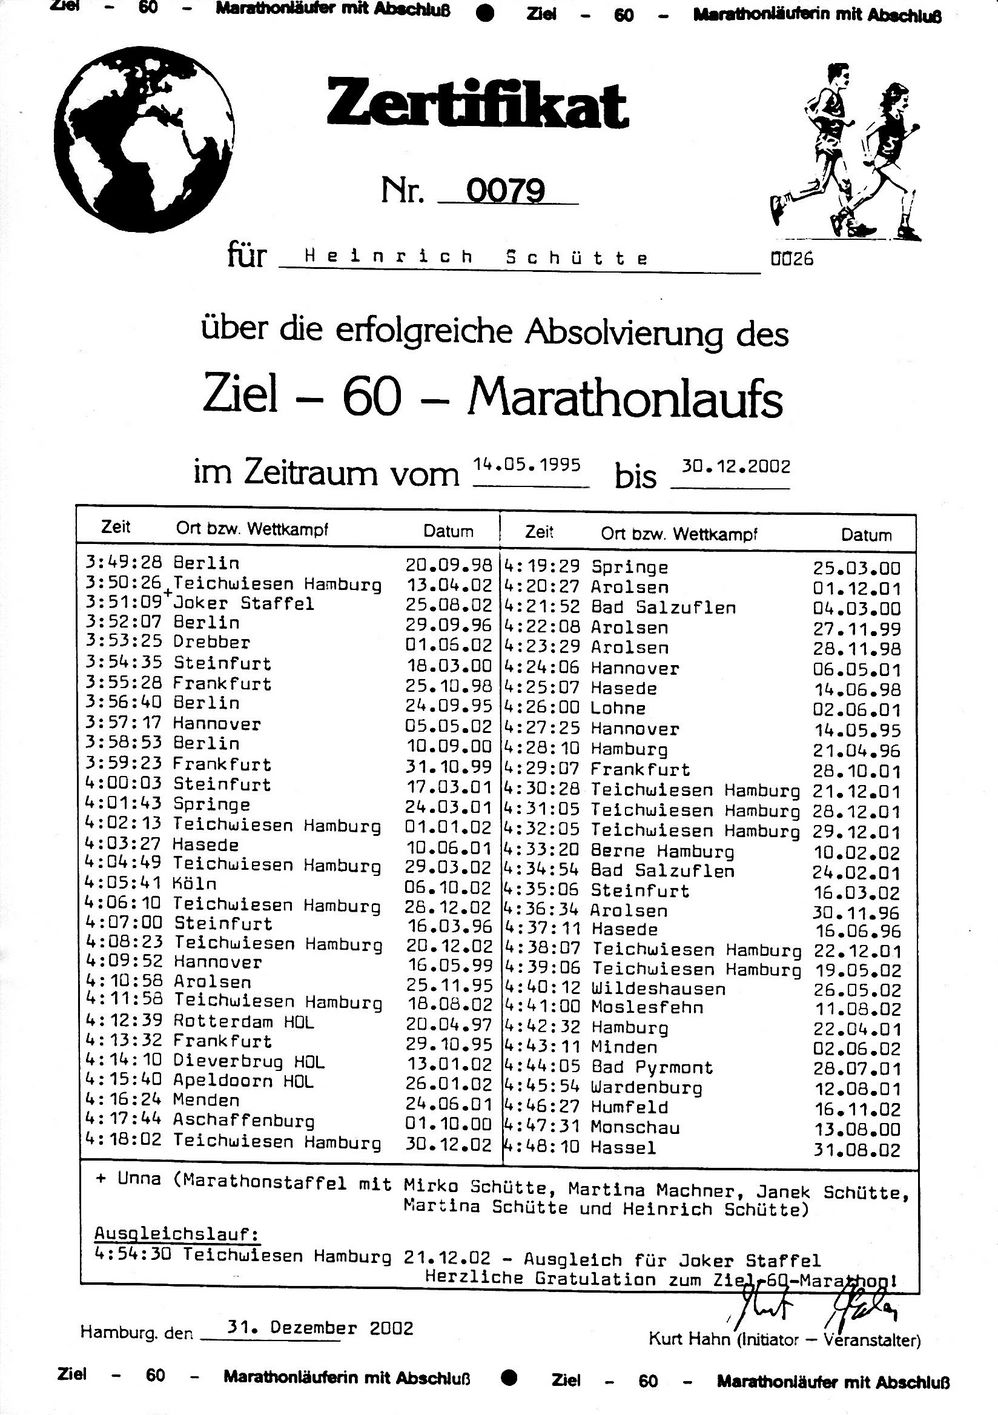 Ziel – 60 – Marathonläufer mit Abschluß ● Ziel – 60 – Marathonläuferin mit Abschluß
Zertifikat
Nr. 0079
für Heinrich Schütte 0026
über die erfolgreiche Absolvierung des
Ziel – 60 – Marathonlaufs
im Zeitraum vom 14.05.1995 bis 30.12.2002
Zeit Ort bzw. Wettkampf Datum Zeit Ort bzw. Wettkampf Datum
3:49:28 Berlin 20.09.98 4:19:29 Springe 25.03.00
3:50:26 Teichwiesen Hamburg 13.04.02 4:20:27 Arolsen 01.12.01
3:51:09+Joker Staffel 25.08.02 4:21:52 Bad Salzuflen 04.03.00
3:52:07 Berlin 29.09.96 4:22:08 Arolsen 27.11.99
3:53:25 Drebber 01.06.02 4:23:29 Arolsen 28.11.98
3:54:35 Steinfurt 18.03.00 4:24:06 Hannover 06.05.01
3:55:28 Frankfurt 25.10.98 4:25:07 Hasede 14.06.98
3:56:40 Berlin 24.09.95 4:26:00 Lohne 02.06.01
3:57:17 Hannover 05.05.02 4:27:25 Hannover 14.05.95
3:58:53 Berlin 10.09.00 4:28:10 Hamburg 21.04.96
3:59:23 Frankfurt 31.10.99 4:29:07 Frankfurt 28.10.01
4:00:03 Steinfurt 17.03.01 4:30:28 Teichwiesen Hamburg 21.12.01
4:01:43 Springe 24.03.01 4:31:05 Teichwiesen Hamburg 28.12.01
4:02:13 Teichwiesen Hamburg 01.01.02 4:32:05 Teichwiesen Hamburg 29.12.01
4:03:27 Hasede 10.06.01 4:33:20 Berne Hamburg 10.02.02
4:04:49 Teichwiesen Hamburg 29.03.02 4:34:54 Bad Salzuflen 24.02.01
4:05:41 Köln 06.10.02 4:35:06 Steinfurt 16.03.02
4:06:10 Teichwiesen Hamburg 28.12.02 4:36:34 Arolsen 30.11.96
4:07:00 Steinfurt 16.03.96 4:37:11 Hasede 16.06.96
4:08:23 Teichwiesen Hamburg 20.12.02 4:38:07 Teichwiesen Hamburg 22.12.01
4:09:52 Hannover 16.05.99 4:39:06 Teichwiesen Hamburg 19.05.02
4:10:58 Arolsen 25.11.95 4:40:12 Wildeshausen 26.05.02
4:11:58 Teichwiesen Hamburg 18.08.02 4:41:00 Moslesfehn 11.08.02
4:12:39 Rotterdam HOL 20.04.97 4:42:32 Hamburg 22.04.01
4:13:32 Frankfurt 29.10.95 4:43:11 Minden 02.06.02
4:14:10 Dieverbrug HOL 13.01.02 4:44:05 Bad Pyrmont 28.07.01
4:15:40 Apeldoorn HOL 26.01.02 4:45:54 Wardenburg 12.08.01
4:16:24 Menden 24.06.01 4:46:27 Humfeld 16.11.02
4:17:44 Aschaffenburg 01.10.00 4:47:31 Monschau 13.08.00
4:18:02 Teichwiesen Hamburg 30.12.02 4:48:10 Hassel 31.08.02
+ Unna (Marathonstaffel mit Mirko Schütte, Martina Machner, Janek Schütte,
Martina Schütte und Heinrich Schütte)
Ausgleichslauf:
4:54:30 Teichwiesen Hamburg 21.12.02 – Ausgleich für Joker Staffel
Herzliche Gratulation zum Ziel-60-Marathon!
Hamburg, den 31. Dezember 2002
Kurt Hahn (Initiator – Veranstalter)
Ziel – 60 – Marathonläuferin mit Abschluß ● Ziel – 60 – Marathonläufer mit Abschluß